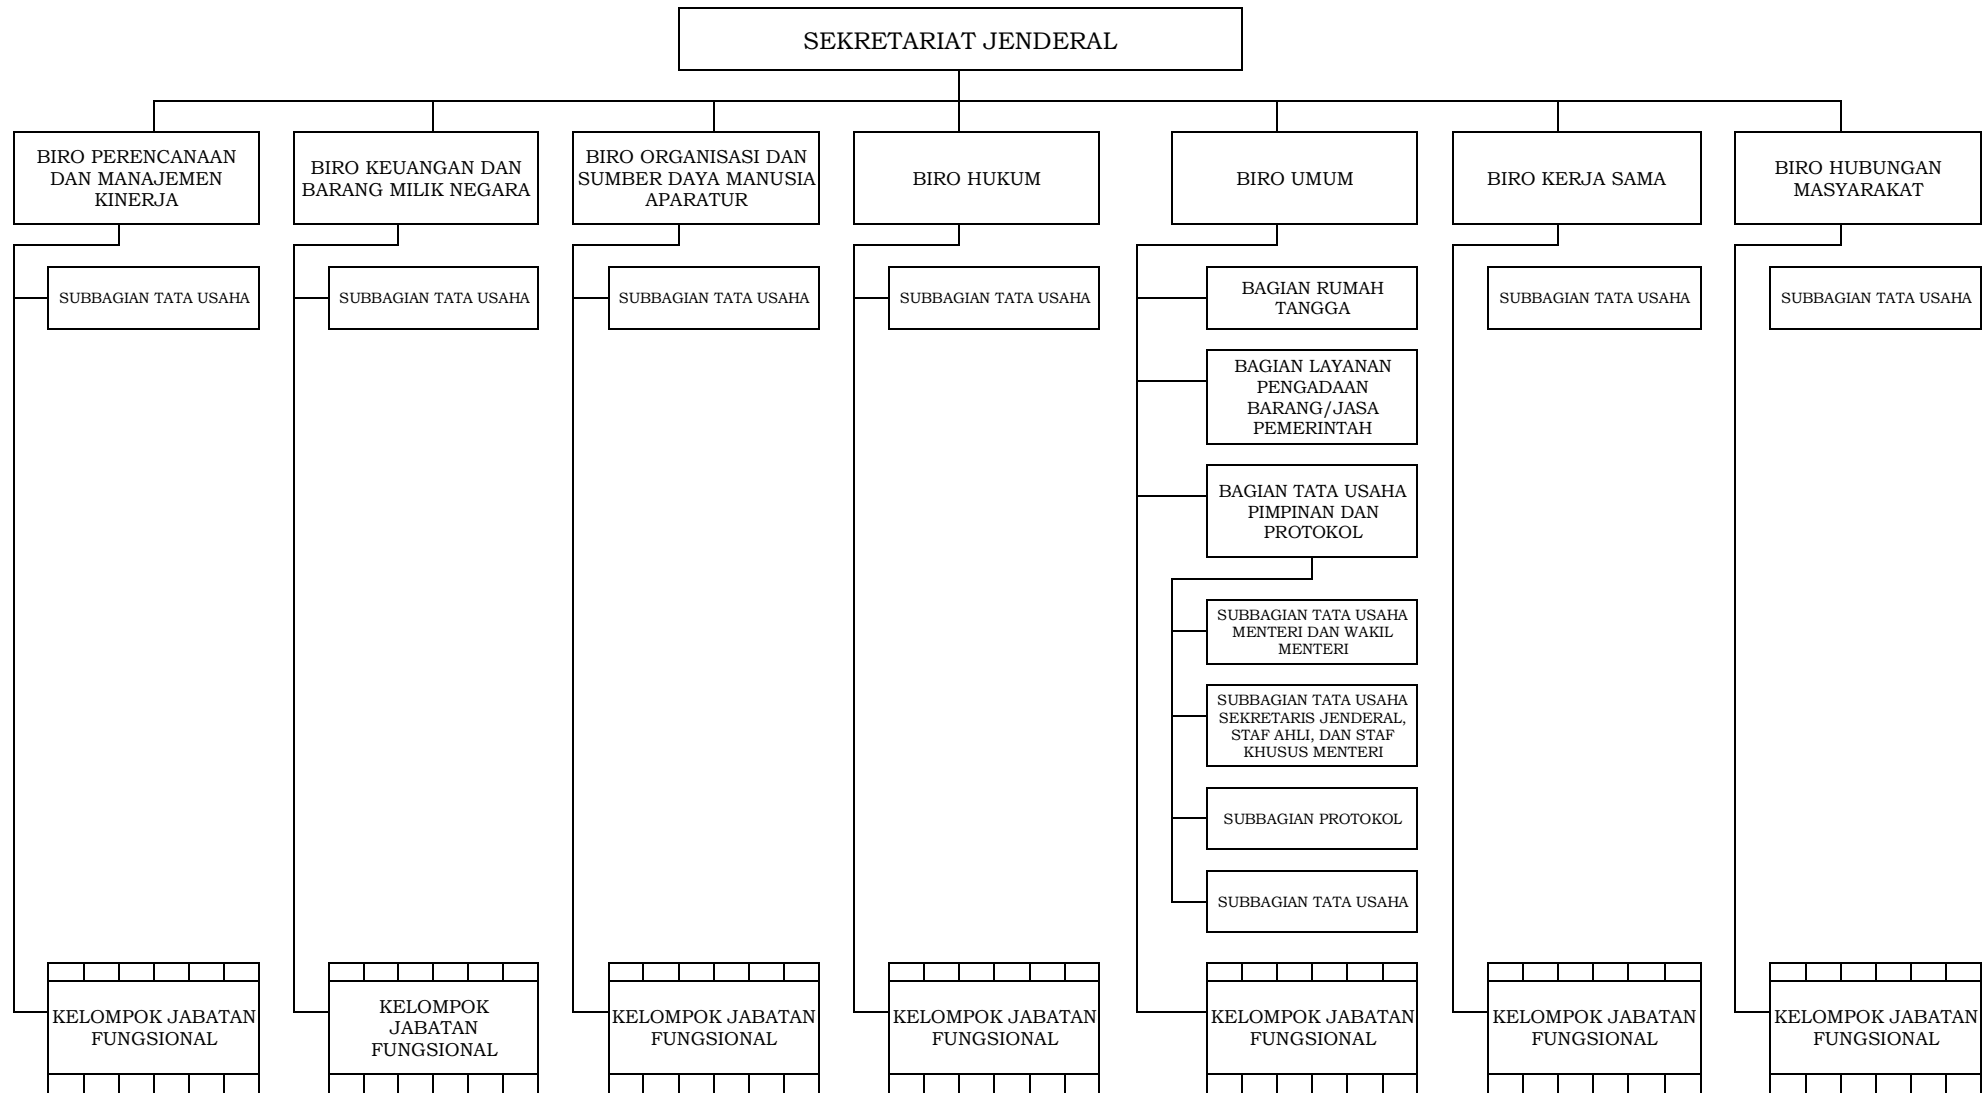 SEKRETARIAT JENDERAL
BIRO PERENCANAAN
DAN MANAJEMEN
KINERJA
BIRO KEUANGAN DAN
BARANG MILIK NEGARA
BIRO ORGANISASI DAN
SUMBER DAYA MANUSIA
APARATUR
BIRO HUKUM
BIRO UMUM
BIRO KERJA SAMA
BIRO HUBUNGAN
MASYARAKAT
SUBBAGIAN TATA USAHA
SUBBAGIAN TATA USAHA
SUBBAGIAN TATA USAHA
SUBBAGIAN TATA USAHA
BAGIAN RUMAH
TANGGA
SUBBAGIAN TATA USAHA
SUBBAGIAN TATA USAHA
BAGIAN LAYANAN
PENGADAAN
BARANG/JASA
PEMERINTAH
BAGIAN TATA USAHA
PIMPINAN DAN
PROTOKOL
SUBBAGIAN TATA USAHA
MENTERI DAN WAKIL
MENTERI
SUBBAGIAN TATA USAHA
SEKRETARIS JENDERAL,
STAF AHLI, DAN STAF
KHUSUS MENTERI
SUBBAGIAN PROTOKOL
SUBBAGIAN TATA USAHA
KELOMPOK JABATAN
FUNGSIONAL
KELOMPOK
JABATAN
FUNGSIONAL
KELOMPOK JABATAN
FUNGSIONAL
KELOMPOK JABATAN
FUNGSIONAL
KELOMPOK JABATAN
FUNGSIONAL
KELOMPOK JABATAN
FUNGSIONAL
KELOMPOK JABATAN
FUNGSIONAL